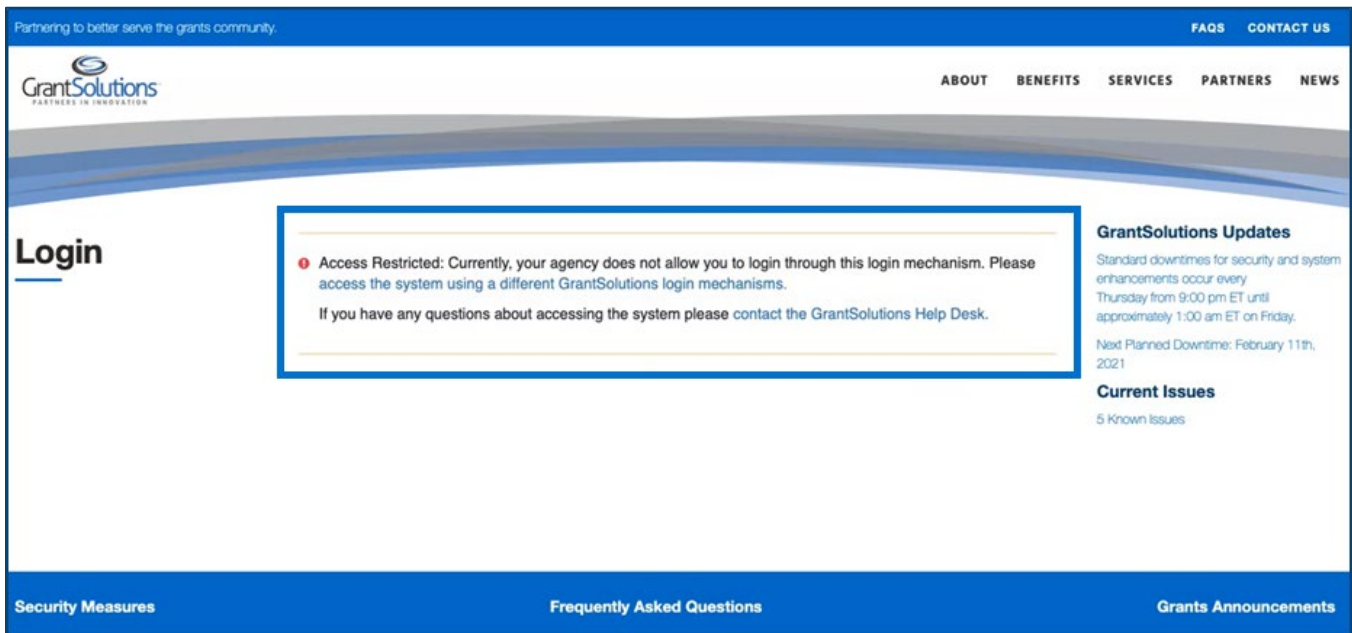 Partnering to better serve the grants community.
FAQS CONTACT US
GrantSolutions
PARTNERS IN INNOVATION
ABOUT BENEFITS SERVICES PARTNERS NEWS
Login
Access Restricted: Currently, your agency does not allow you to login through this login mechanism. Please
access the system using a different GrantSolutions login mechanisms.
If you have any questions about accessing the system please contact the GrantSolutions Help Desk.
GrantSolutions Updates
Standard downtimes for security and system
enhancements occur every
Thursday from 9:00 pm ET until
approximately 1:00 am ET on Friday.
Next Planned Downtime: February 11th,
2021
Current Issues
5 Known Issues
Security Measures
Frequently Asked Questions
Grants Announcements